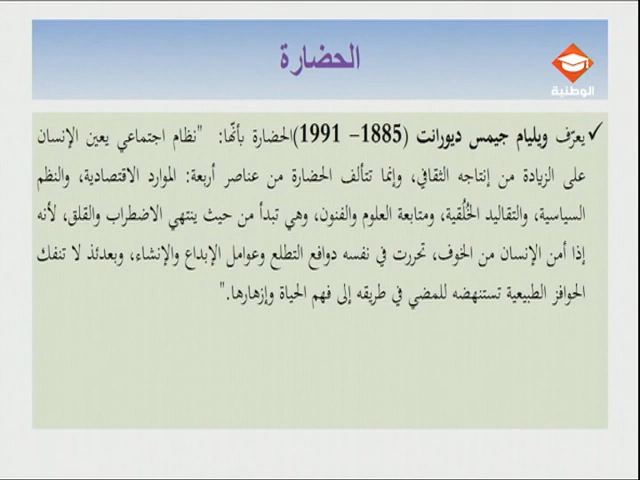 الحضارة
الوطنية
✓ يعرّف ويليام جيمس ديورانت (1885– 1991)الحضارة بأنّها: "نظام اجتماعي يعين الإنسان
على الزيادة من إنتاجه الثقافي، وإنما تتألف الحضارة من عناصر أربعة: الموارد الاقتصادية، والنظم
السياسية، والتقاليد الخُلُقية، ومتابعة العلوم والفنون، وهي تبدأ من حيث ينتهي الاضطراب والقلق، لأنه
إذا أمن الإنسان من الخوف، تحررت في نفسه دوافع التطلع وعوامل الإبداع والإنشاء، وبعدئذ لا تنفك
الحوافز الطبيعية تستنهضه للمضي في طريقه إلى فهم الحياة وإزهارها."